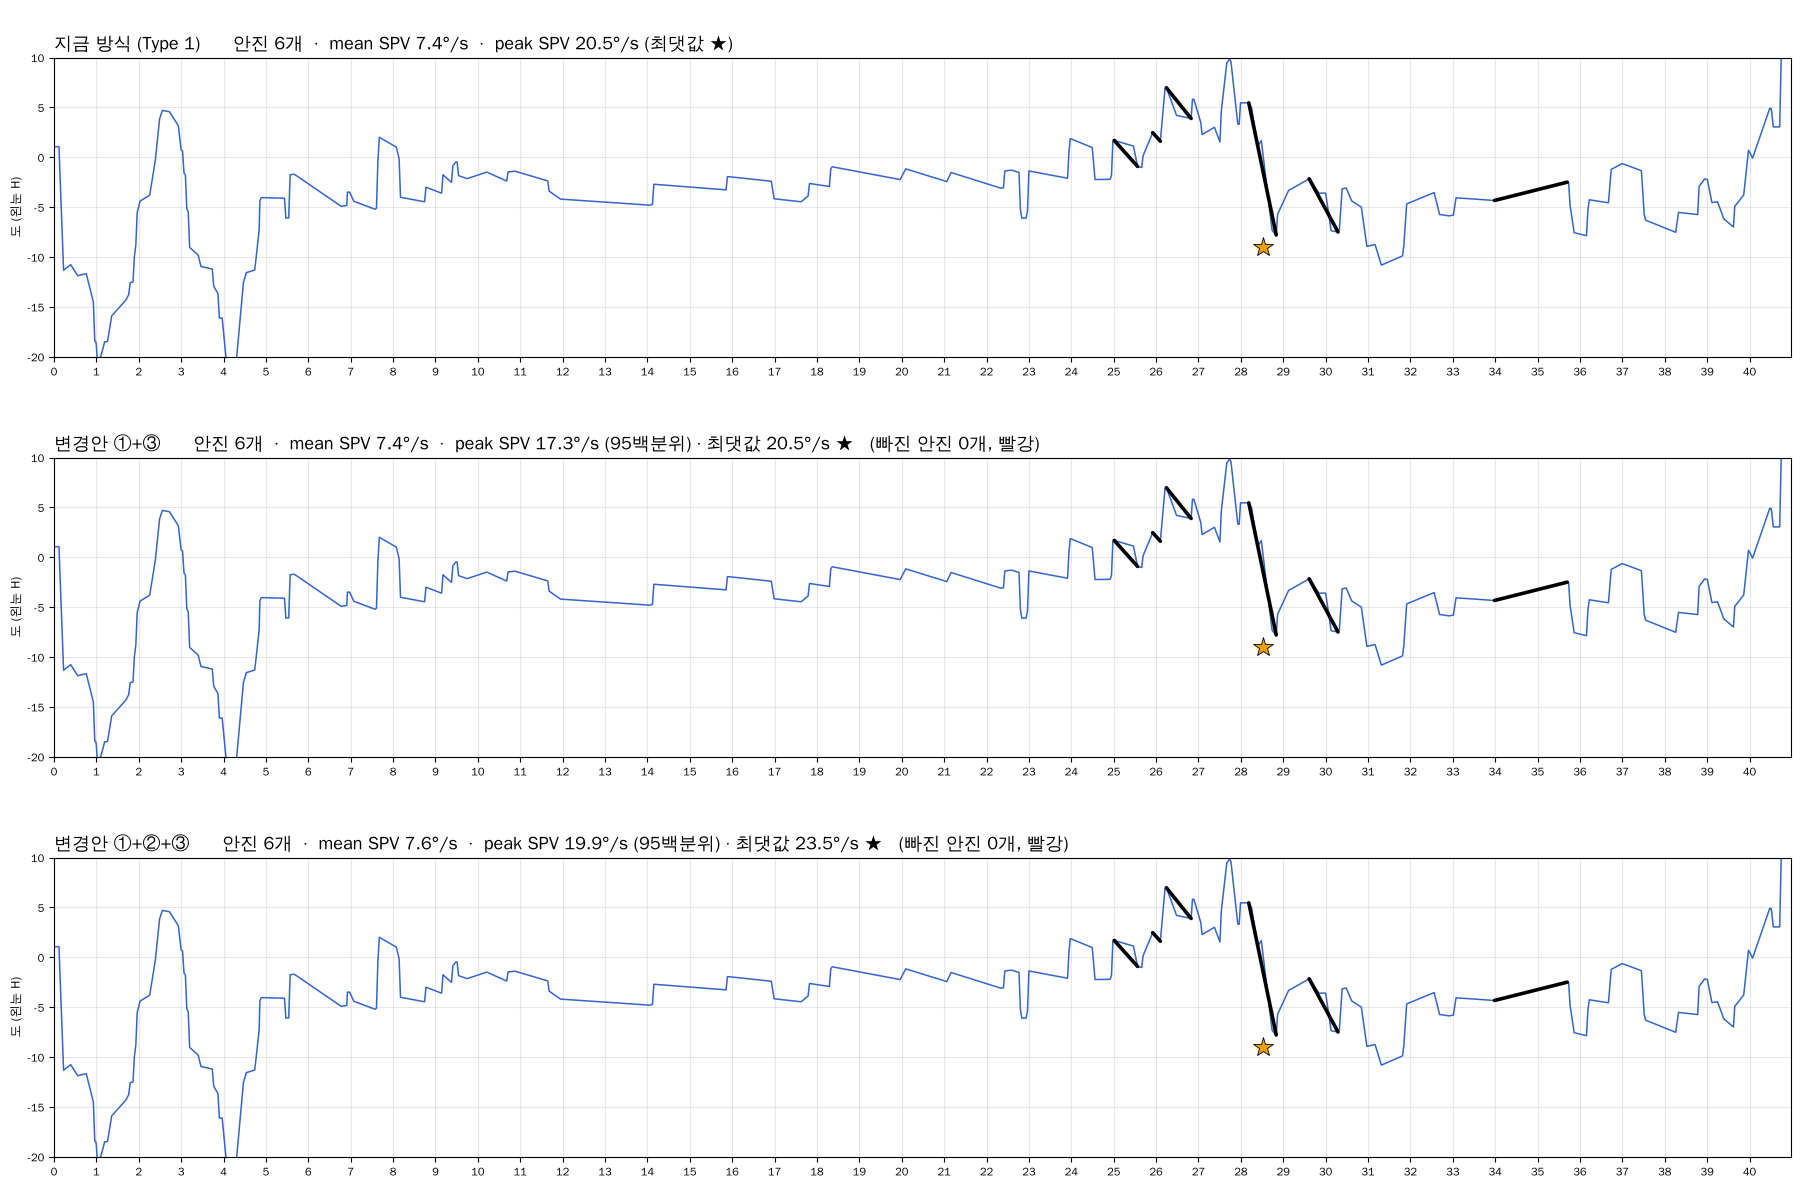 지금 방식 (Type 1)  안진 6개 · mean SPV 7.4°/s · peak SPV 20.5°/s (최댓값 ★)
10
5
0
-5
-10
-15
-20
도 (왼눈 H)
0 1 2 3 4 5 6 7 8 9 10 11 12 13 14 15 16 17 18 19 20 21 22 23 24 25 26 27 28 29 30 31 32 33 34 35 36 37 38 39 40
변경안 ①+③  안진 6개 · mean SPV 7.4°/s · peak SPV 17.3°/s (95백분위) · 최댓값 20.5°/s ★ (빠진 안진 0개, 빨강)
10
5
0
-5
-10
-15
-20
도 (왼눈 H)
0 1 2 3 4 5 6 7 8 9 10 11 12 13 14 15 16 17 18 19 20 21 22 23 24 25 26 27 28 29 30 31 32 33 34 35 36 37 38 39 40
변경안 ①+②+③  안진 6개 · mean SPV 7.6°/s · peak SPV 19.9°/s (95백분위) · 최댓값 23.5°/s ★ (빠진 안진 0개, 빨강)
10
5
0
-5
-10
-15
-20
도 (왼눈 H)
0 1 2 3 4 5 6 7 8 9 10 11 12 13 14 15 16 17 18 19 20 21 22 23 24 25 26 27 28 29 30 31 32 33 34 35 36 37 38 39 40